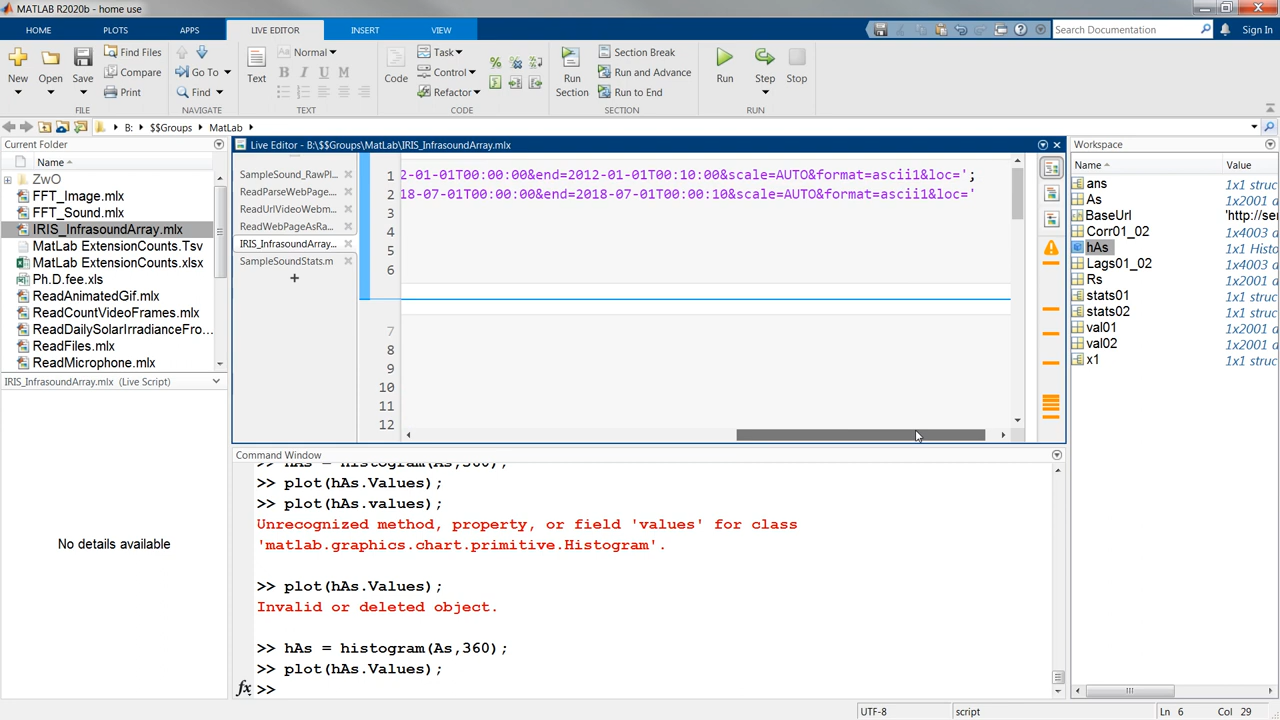 MATLAB R2020b - home use
HOME PLOTS APPS LIVE EDITOR INSERT VIEW
Search Documentation Sign In
New Open Save Find Files Compare Print
Go To Find
Text Normal B I U M
Code Task Control Refactor
Run Section Section Break Run and Advance Run to End
Run Step Stop
FILE NAVIGATE TEXT CODE SECTION RUN
B: $$Groups MatLab
Current Folder
Name
ZwO
FFT_Image.mlx
FFT_Sound.mlx
IRIS_InfrasoundArray.mlx
MatLab ExtensionCounts.Tsv
MatLab ExtensionCounts.xlsx
Ph.D.fee.xls
ReadAnimatedGif.mlx
ReadCountVideoFrames.mlx
ReadDailySolarIrradianceFro...
ReadFiles.mlx
ReadMicrophone.mlx
IRIS_InfrasoundArray.mlx (Live Script)
No details available
Live Editor - B:\$$Groups\MatLab\IRIS_InfrasoundArray.mlx
SampleSound_RawPl...
ReadParseWebPage...
ReadUrlVideoWebm...
ReadWebPageAsRa...
IRIS_InfrasoundArray...
SampleSoundStats.m
1 2-01-01T00:00:00&end=2012-01-01T00:10:00&scale=AUTO&format=ascii1&loc=';
2 18-07-01T00:00:00&end=2018-07-01T00:00:10&scale=AUTO&format=ascii1&loc='
3
4
5
6
7
8
9
10
11
12
Command Window
>> hAs = histogram(As,360);
>> plot(hAs.Values);
>> plot(hAs.values);
Unrecognized method, property, or field 'values' for class
'matlab.graphics.chart.primitive.Histogram'.
>> plot(hAs.Values);
Invalid or deleted object.
>> hAs = histogram(As,360);
>> plot(hAs.Values);
fx >>
Workspace
Name Value
ans 1x1 struc
As 1x2001 d
BaseUrl 'http://se
Corr01_02 1x4003 d
hAs 1x1 Histo
Lags01_02 1x4003 d
Rs 1x2001 d
stats01 1x1 struc
stats02 1x1 struc
val01 1x2001 d
val02 1x2001 d
x1 1x1 struc
UTF-8 script Ln 6 Col 29